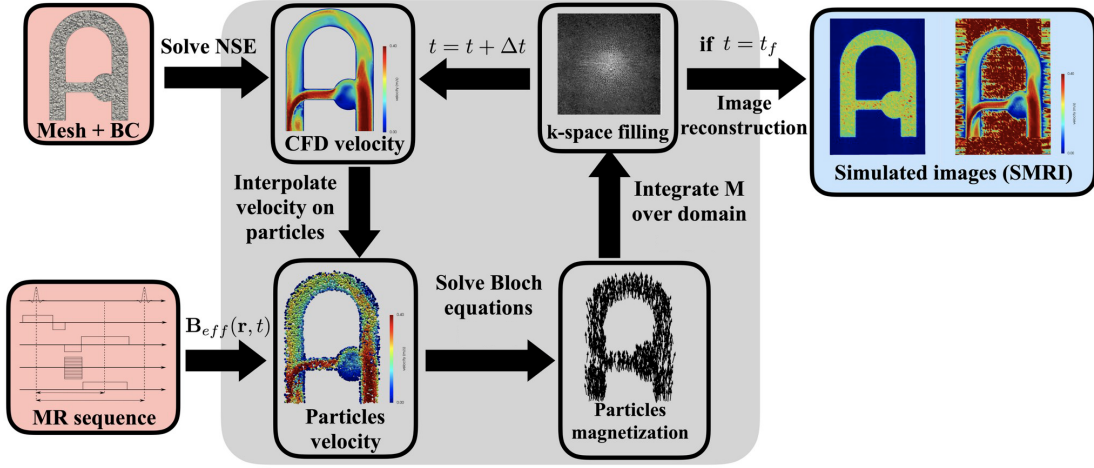 Mesh + BC
Solve NSE
CFD velocity
t = t + Δt
k-space filling
if t = t_f
Image
reconstruction
Simulated images (SMRI)
Interpolate
velocity on
particles
Integrate M
over domain
MR sequence
B_eff(r, t)
Particles
velocity
Solve Bloch
equations
Particles
magnetization